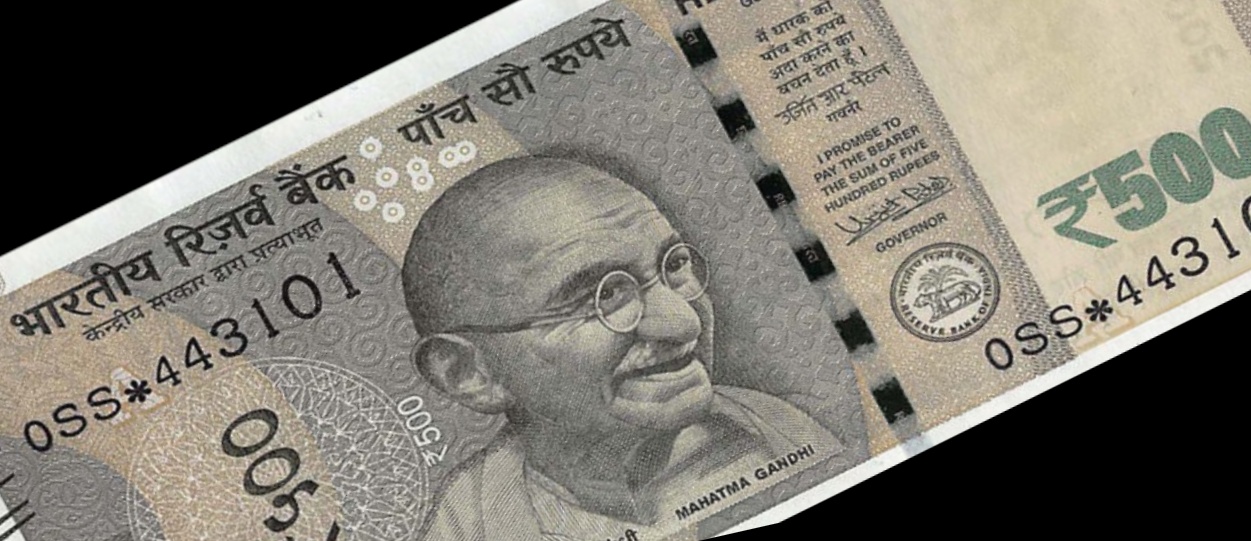 भारतीय रिज़र्व बैंक
केन्द्रीय सरकार द्वारा प्रत्याभूत
0SS*443101
पाँच सौ रुपये
₹500
500
MAHATMA GANDHI
मैं धारक को
पाँच सौ रुपये
अदा करने का
वचन देता हूँ ।
उर्जित आर पटेल
गवर्नर
I PROMISE TO
PAY THE BEARER
THE SUM OF FIVE
HUNDRED RUPEES
GOVERNOR
भारतीय रिज़र्व बैंक
RESERVE BANK OF INDIA
₹500
0SS*44310